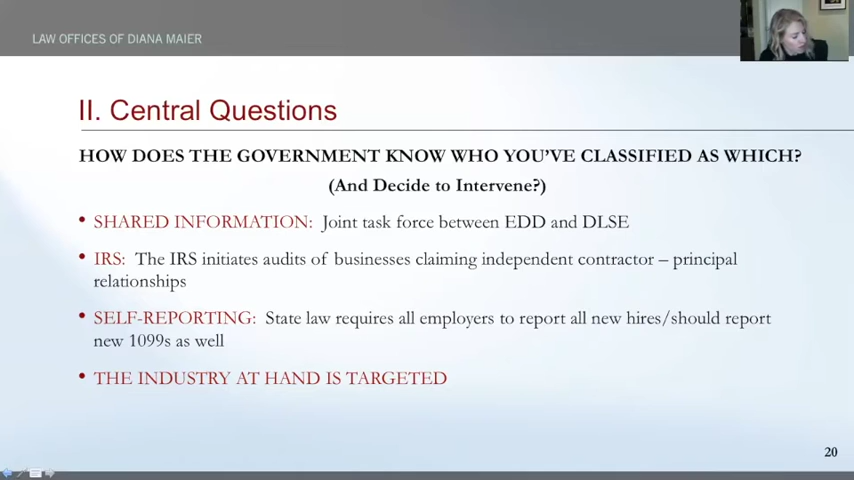 LAW OFFICES OF DIANA MAIER
II. Central Questions
HOW DOES THE GOVERNMENT KNOW WHO YOU'VE CLASSIFIED AS WHICH?
(And Decide to Intervene?)
• SHARED INFORMATION: Joint task force between EDD and DLSE
• IRS: The IRS initiates audits of businesses claiming independent contractor – principal
relationships
• SELF-REPORTING: State law requires all employers to report all new hires/should report
new 1099s as well
• THE INDUSTRY AT HAND IS TARGETED
20